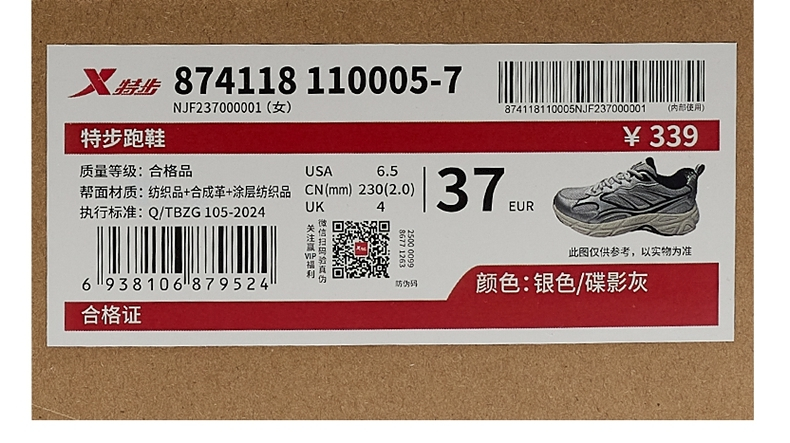 X 特步 874118 110005-7
NJF237000001 (女)
874118110005NJF237000001 (内部使用)
特步跑鞋 ¥ 339
质量等级: 合格品
帮面材质: 纺织品+合成革+涂层纺织品
执行标准: Q/TBZG 105-2024
USA 6.5
CN(mm) 230(2.0)
UK 4
37 EUR
此图仅供参考，以实物为准
6 938106 879524
微信扫码验真伪
关注赢VIP福利
2500 0099
8677 1263
防伪码
颜色: 银色/碟影灰
合格证